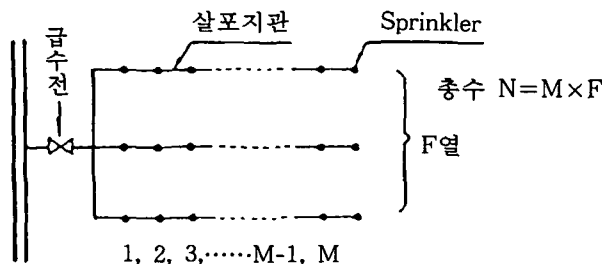 급수전
살포지관
Sprinkler
총수 N=M×F
F열
1, 2, 3,……M-1, M